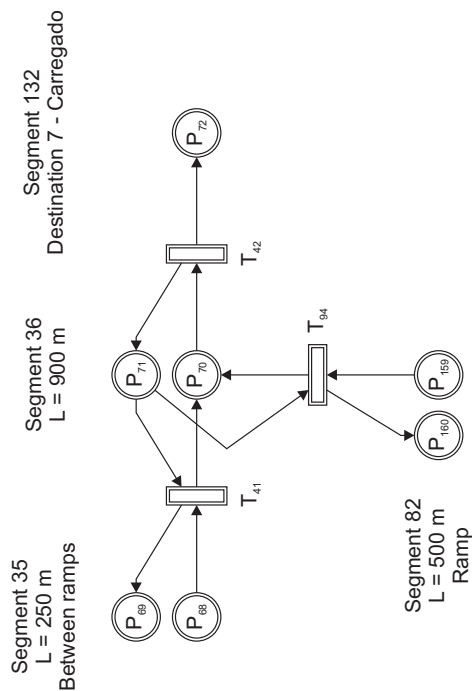 Segment 35
L = 250 m
Between ramps
Segment 36
L = 900 m
Segment 132
Destination 7 - Carregado
P69
P71
P68
P70
P72
T41
T42
T94
P160
P159
Segment 82
L = 500 m
Ramp